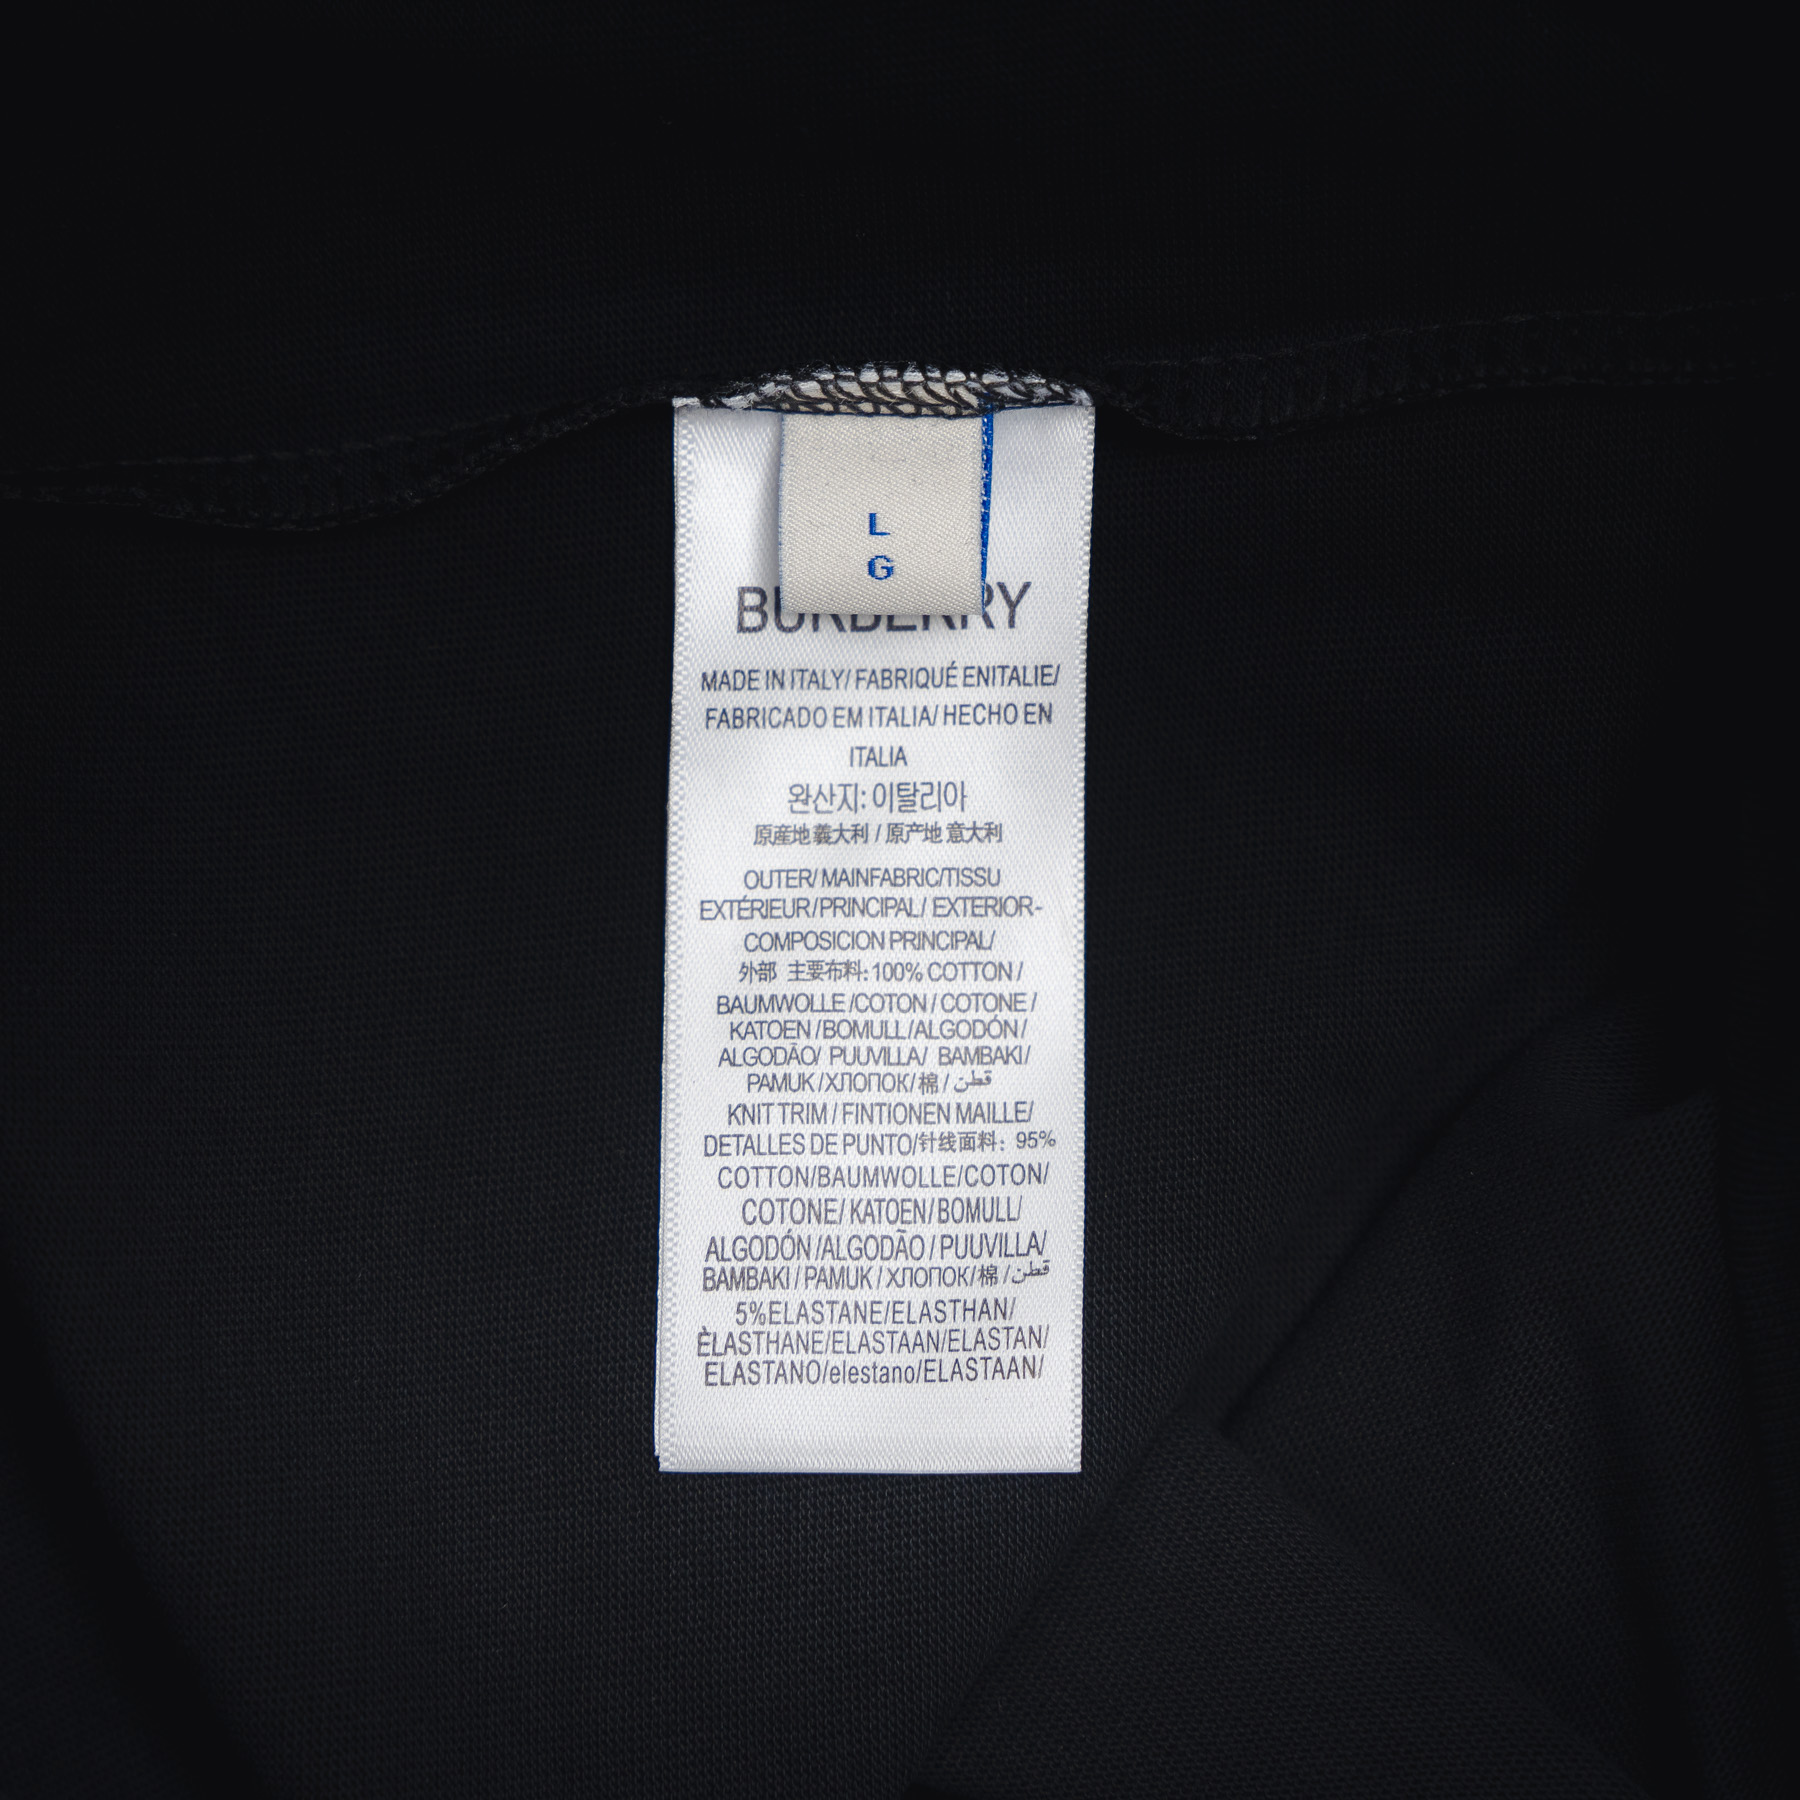 L
G
BURBERRY
MADE IN ITALY/ FABRIQUÉ ENITALIE/
FABRICADO EM ITALIA/ HECHO EN
ITALIA
완산지: 이탈리아
原産地義大利 / 原产地 意大利
OUTER/ MAINFABRIC/TISSU
EXTÉRIEUR/PRINCIPAL/ EXTERIOR-
COMPOSICION PRINCIPAL/
外部 主要布料: 100% COTTON /
BAUMWOLLE /COTON / COTONE /
KATOEN /BOMULL/ALGODÓN/
ALGODÃO/ PUUVILLA/ BAMBAKI/
PAMUK /ХЛОПОК/棉 / قطن
KNIT TRIM / FINTIONEN MAILLE/
DETALLES DE PUNTO/针线面料: 95%
COTTON/BAUMWOLLE/COTON/
COTONE/ KATOEN/ BOMULL/
ALGODÓN /ALGODÃO / PUUVILLA/
BAMBAKI / PAMUK / ХЛОПОК/棉 /قطن
5%ELASTANE/ELASTHAN/
ÈLASTHANE/ELASTAAN/ELASTAN/
ELASTANO/elestano/ELASTAAN/